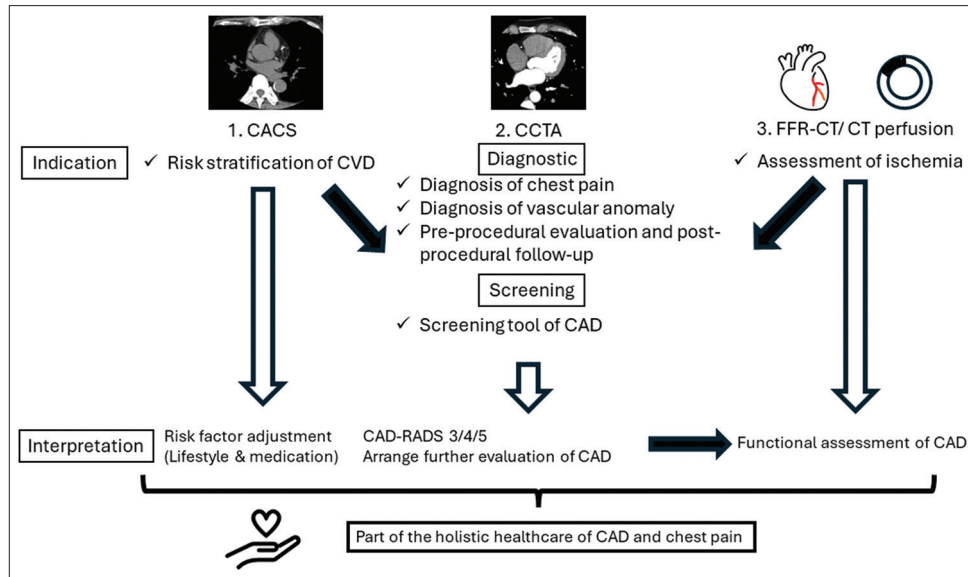 1. CACS
2. CCTA
3. FFR-CT/ CT perfusion
Indication
✓ Risk stratification of CVD
Diagnostic
✓ Diagnosis of chest pain
✓ Diagnosis of vascular anomaly
✓ Pre-procedural evaluation and post-
procedural follow-up
Screening
✓ Screening tool of CAD
✓ Assessment of ischemia
Interpretation
Risk factor adjustment
(Lifestyle & medication)
CAD-RADS 3/4/5
Arrange further evaluation of CAD
Functional assessment of CAD
Part of the holistic healthcare of CAD and chest pain